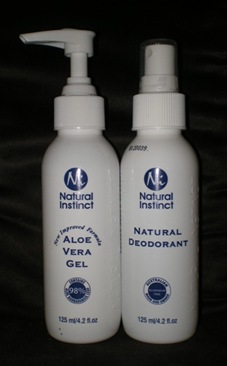 Natural
Instinct
New Improved Formula
ALOE
VERA
GEL
98%
125 ml/4.2 fl.oz
Natural
Instinct
NATURAL
DEODORANT
AUSTRALIAN
125 ml/4.2 fl.oz